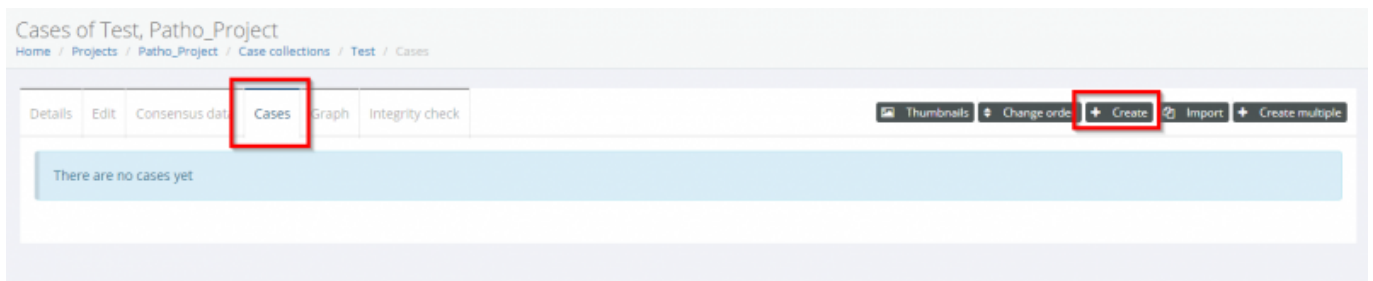 Cases of Test, Patho_Project
Home / Projects / Patho_Project / Case collections / Test / Cases
Details Edit Consensus data Cases Graph Integrity check Thumbnails Change order + Create Import + Create multiple
There are no cases yet